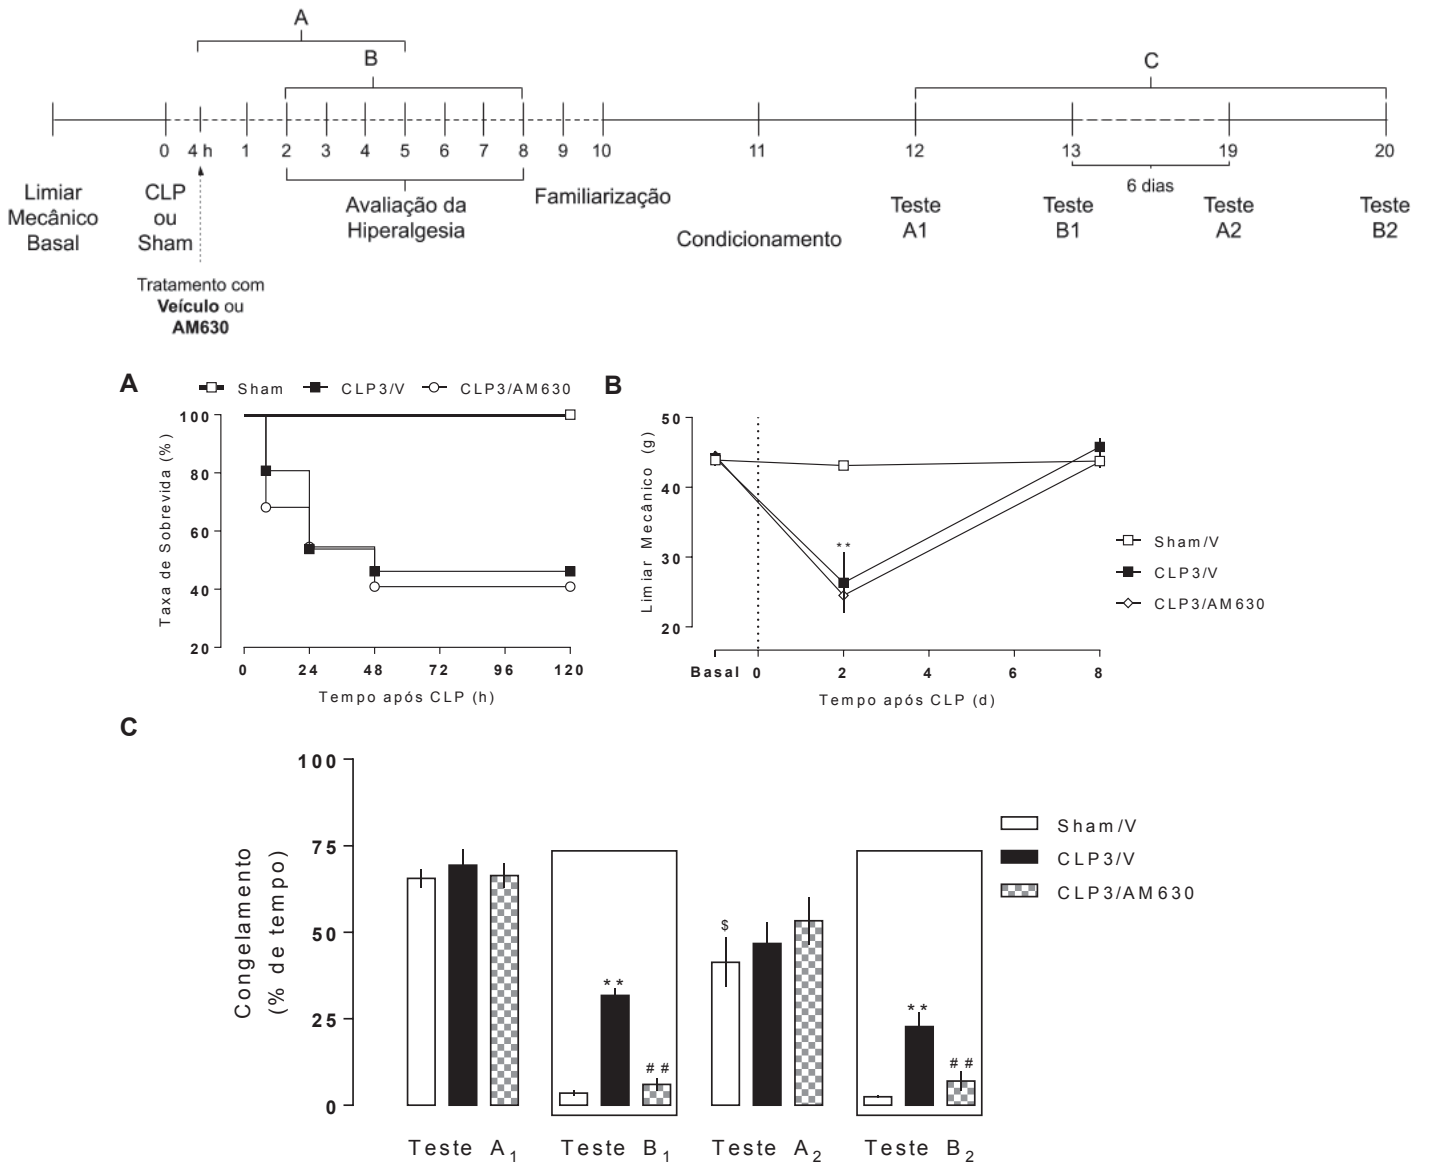 A
B
C
0 4 h 1 2 3 4 5 6 7 8 9 10 11 12 13 19 20
6 dias
Limiar
Mecânico
Basal
CLP
ou
Sham
Avaliação da
Hiperalgesia
Familiarização
Condicionamento
Teste
A1
Teste
B1
Teste
A2
Teste
B2
Tratamento com
Veículo ou
AM630
A
Sham CLP3/V CLP3/AM630
Taxa de Sobrevida (%)
100
80
60
40
20
0 24 48 72 96 120
Tempo após CLP (h)
B
Limiar Mecânico (g)
50
40
30
20
**
Basal 0 2 4 6 8
Tempo após CLP (d)
Sham/V
CLP3/V
CLP3/AM630
C
Congelamento
(% de tempo)
100
75
50
25
0
**
##
$
**
##
Sham/V
CLP3/V
CLP3/AM630
Teste A1 Teste B1 Teste A2 Teste B2